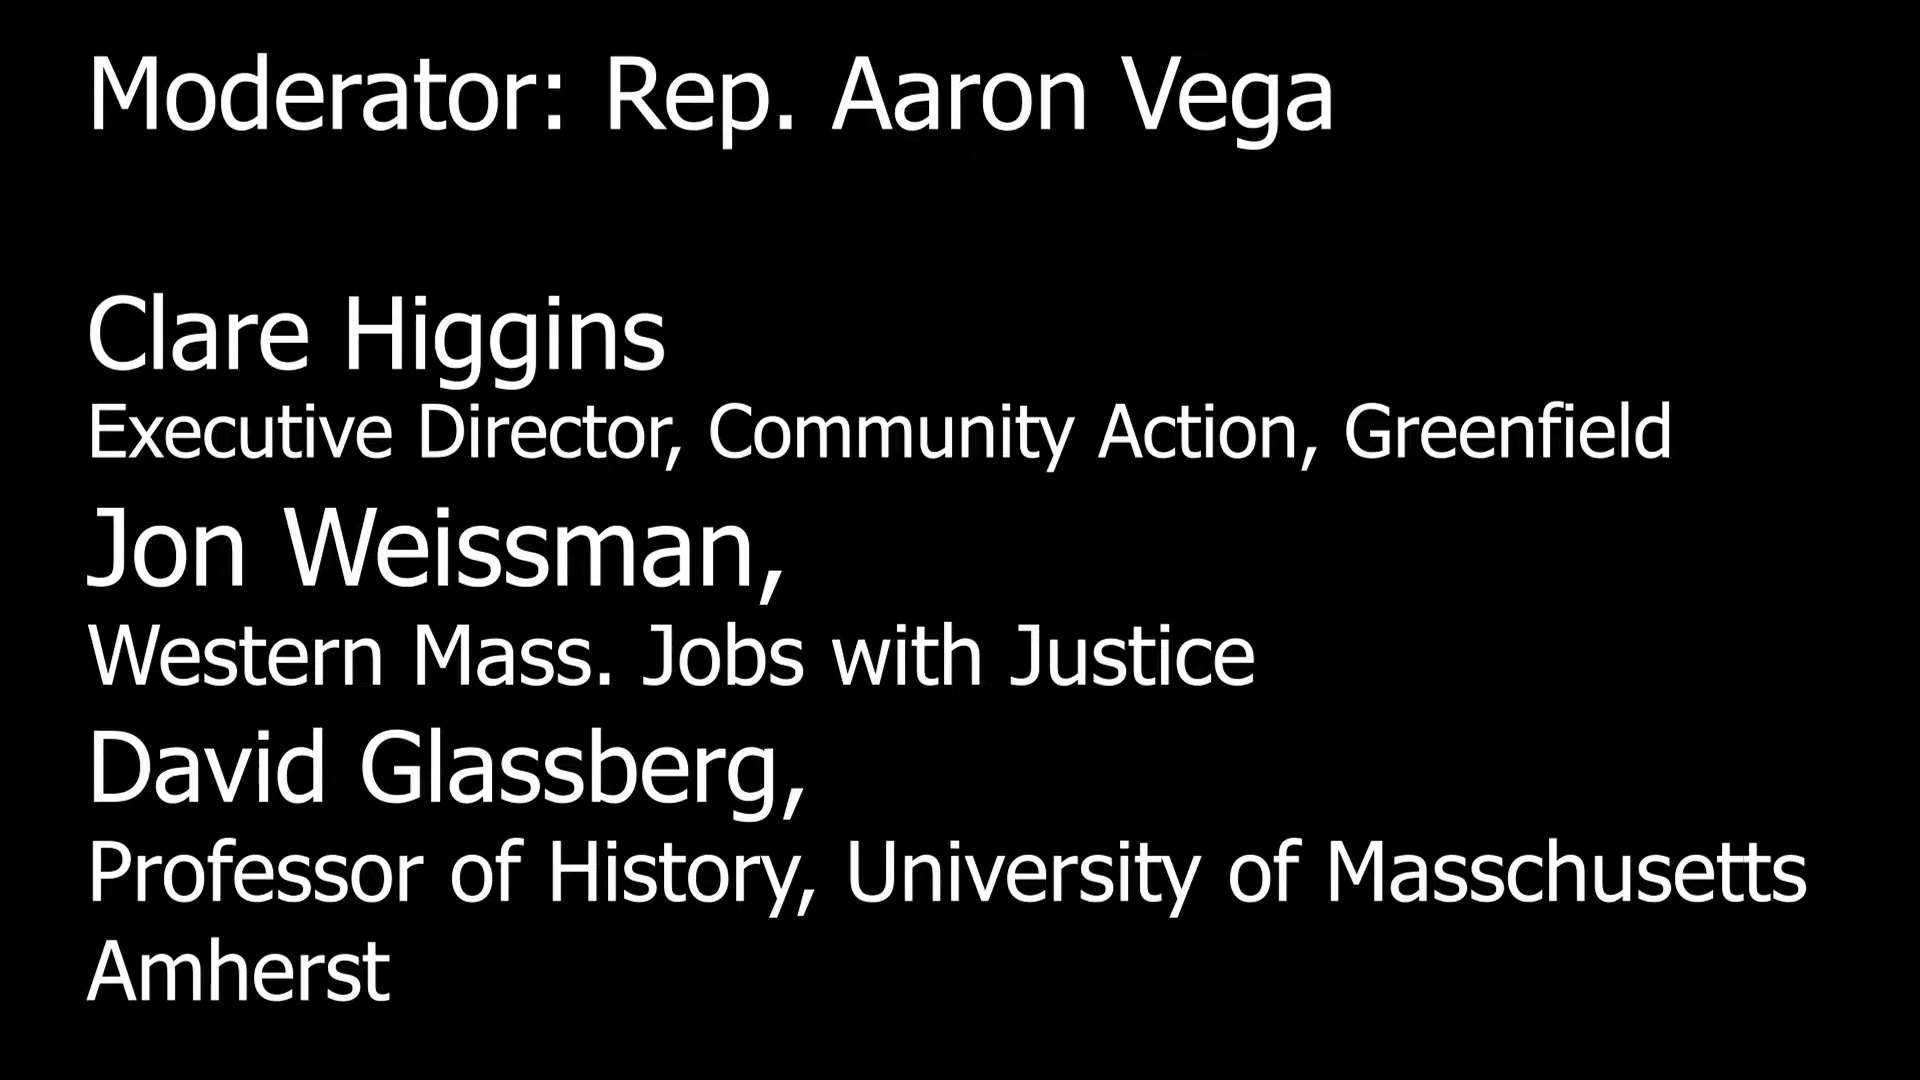 Moderator: Rep. Aaron Vega
Clare Higgins
Executive Director, Community Action, Greenfield
Jon Weissman,
Western Mass. Jobs with Justice
David Glassberg,
Professor of History, University of Masschusetts
Amherst